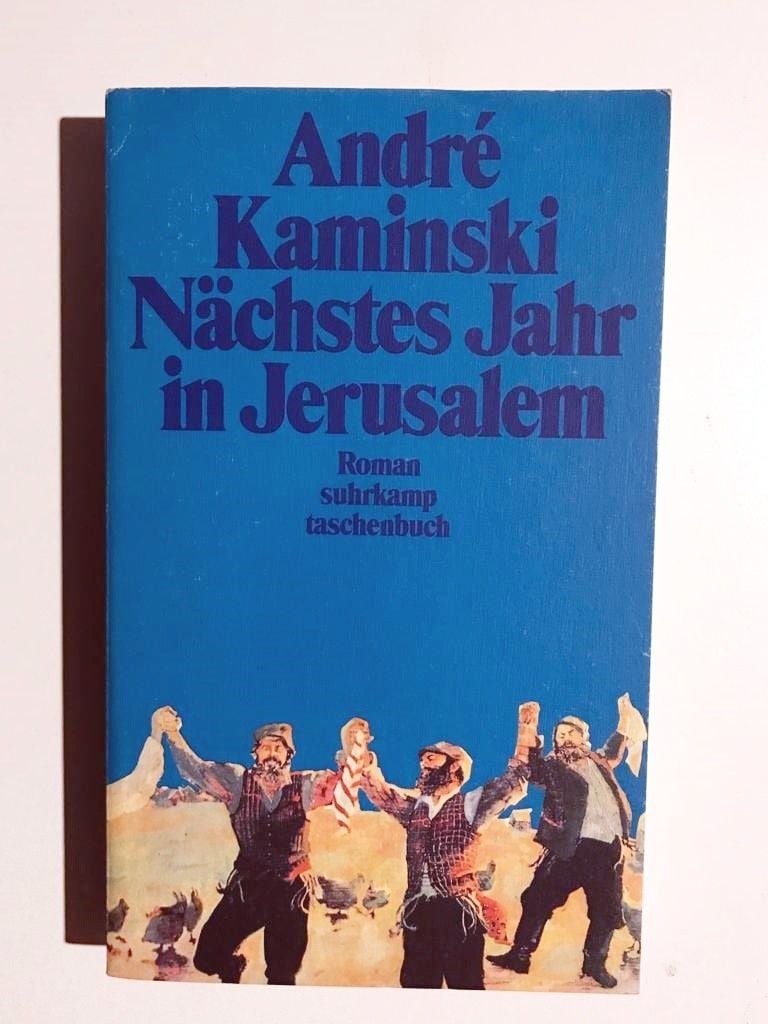 André
Kaminski
Nächstes Jahr
in Jerusalem
Roman
suhrkamp
taschenbuch